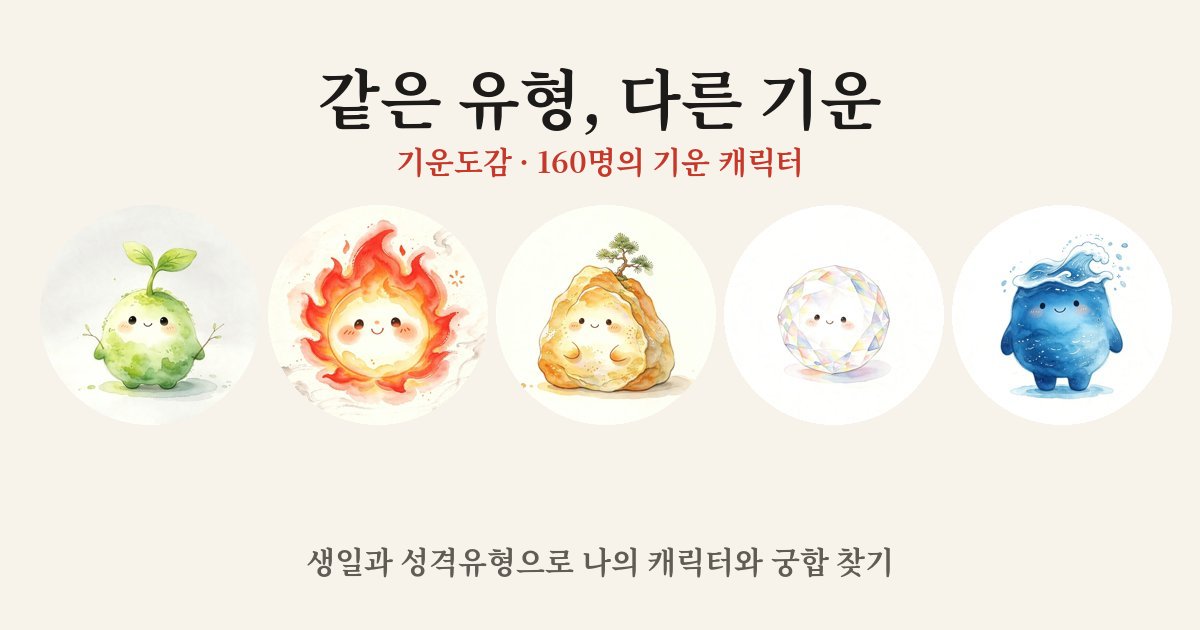 같은 유형, 다른 기운
기운도감 · 160명의 기운 캐릭터
생일과 성격유형으로 나의 캐릭터와 궁합 찾기